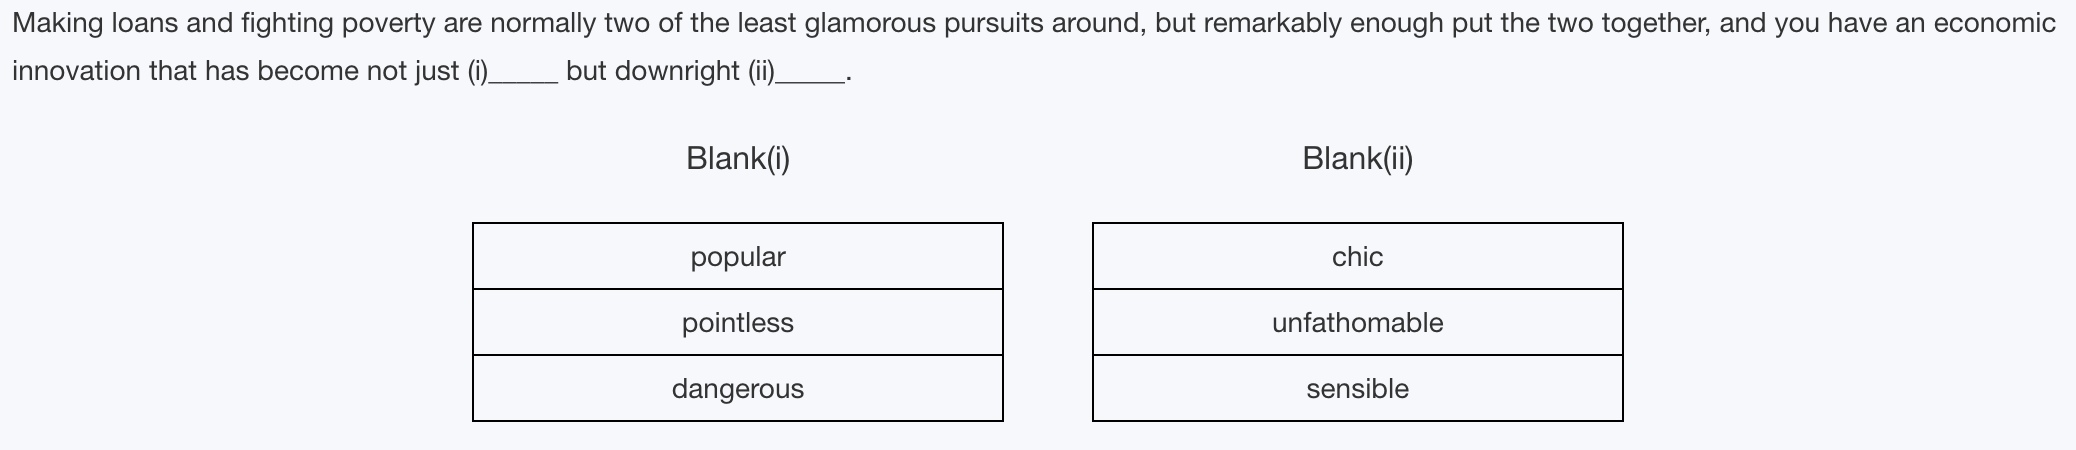 Making loans and fighting poverty are normally two of the least glamorous pursuits around, but remarkably enough put the two together, and you have an economic
innovation that has become not just (i)_____ but downright (ii)_____.
Blank(i) Blank(ii)
popular chic
pointless unfathomable
dangerous sensible